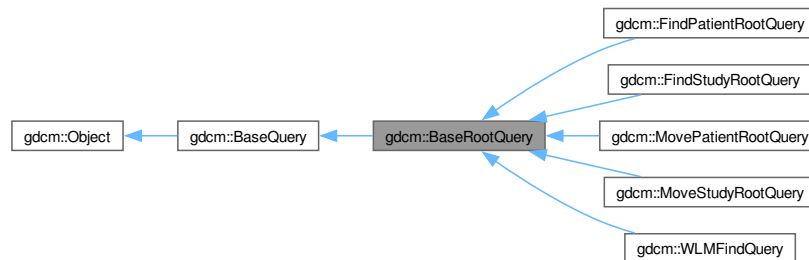 gdcm::Object
gdcm::BaseQuery
gdcm::BaseRootQuery
gdcm::FindPatientRootQuery
gdcm::FindStudyRootQuery
gdcm::MovePatientRootQuery
gdcm::MoveStudyRootQuery
gdcm::WLMFindQuery